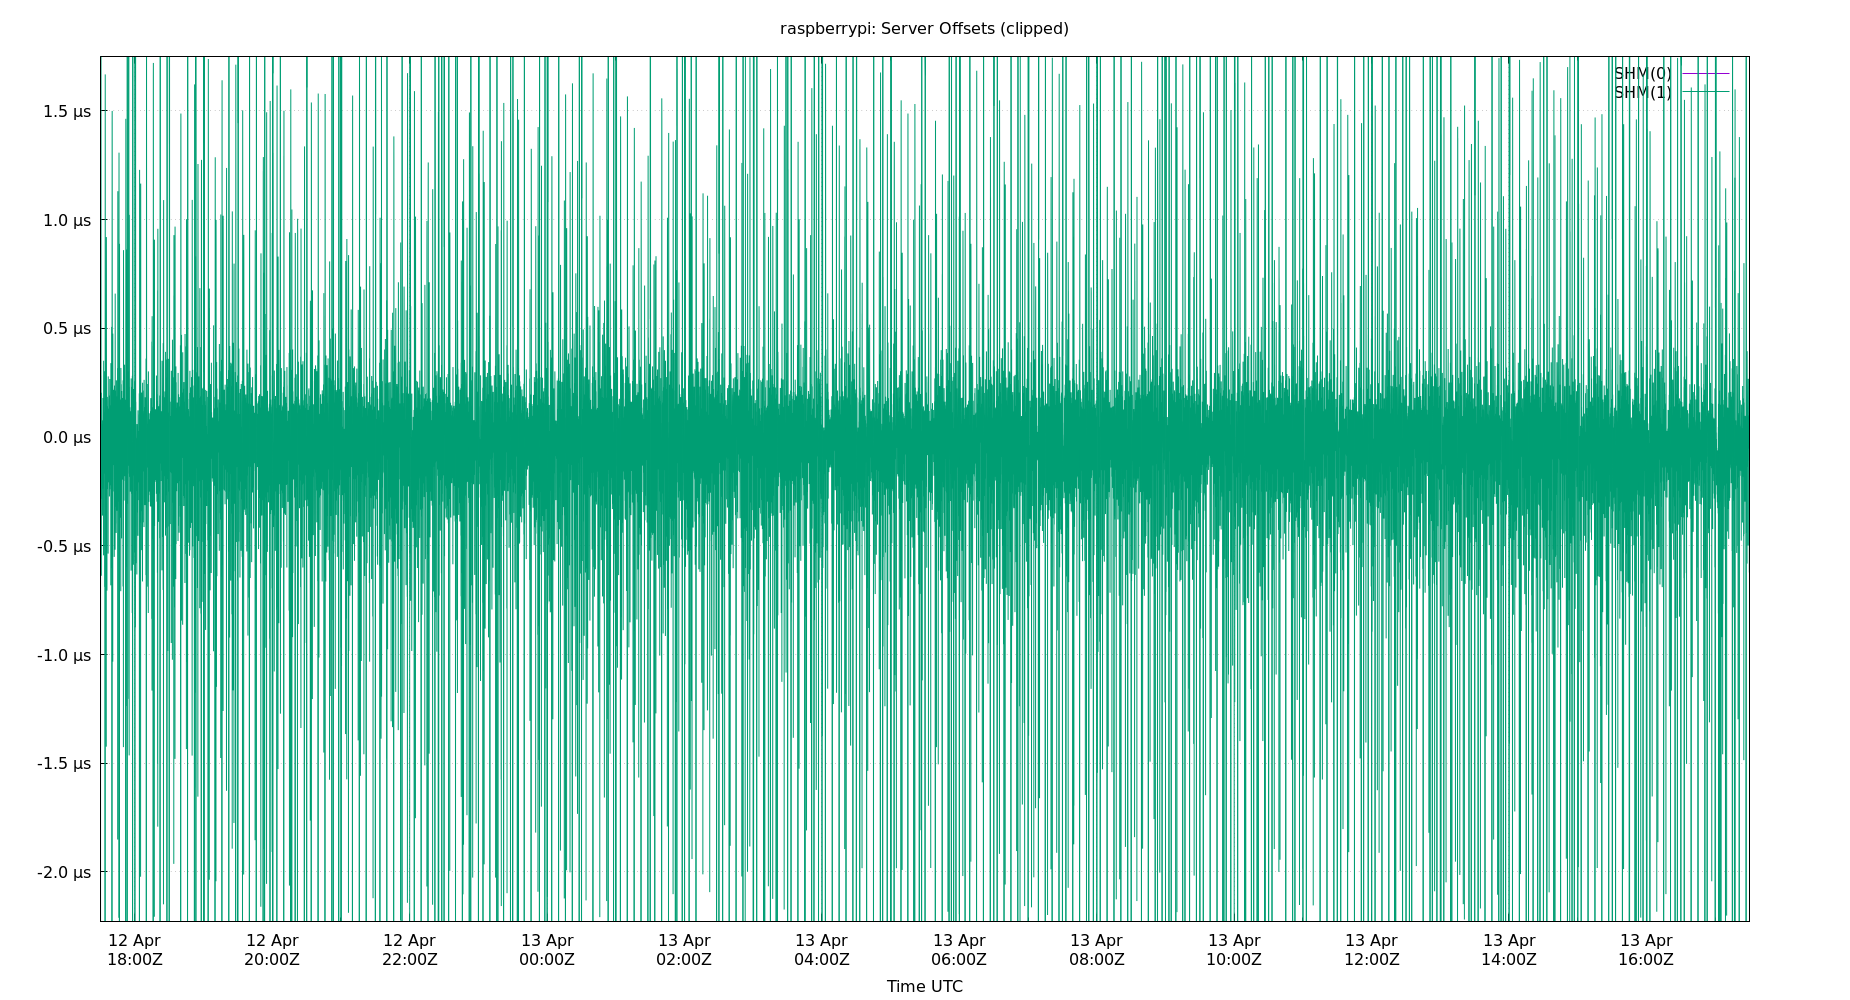 raspberrypi: Server Offsets (clipped)
SHM(0)
SHM(1)
1.5 µs
1.0 µs
0.5 µs
0.0 µs
-0.5 µs
-1.0 µs
-1.5 µs
-2.0 µs
12 Apr 12 Apr 12 Apr 13 Apr 13 Apr 13 Apr 13 Apr 13 Apr 13 Apr 13 Apr 13 Apr 13 Apr
18:00Z 20:00Z 22:00Z 00:00Z 02:00Z 04:00Z 06:00Z 08:00Z 10:00Z 12:00Z 14:00Z 16:00Z
Time UTC